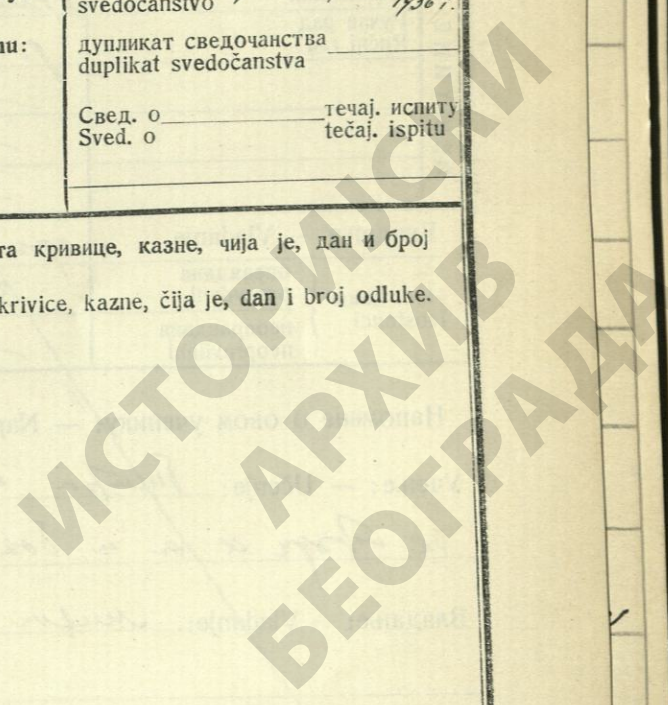 svedočanstvo 1936 г.
дупликат сведочанства
duplikat svedočanstva
Свед. о течај. испиту
Sved. o tečaj. ispitu
кривице, казне, чија је, дан и број
krivice, kazne, čija je, dan i broj odluke.
ИСТОРИЈСКИ
АРХИВ
БЕОГРАДА